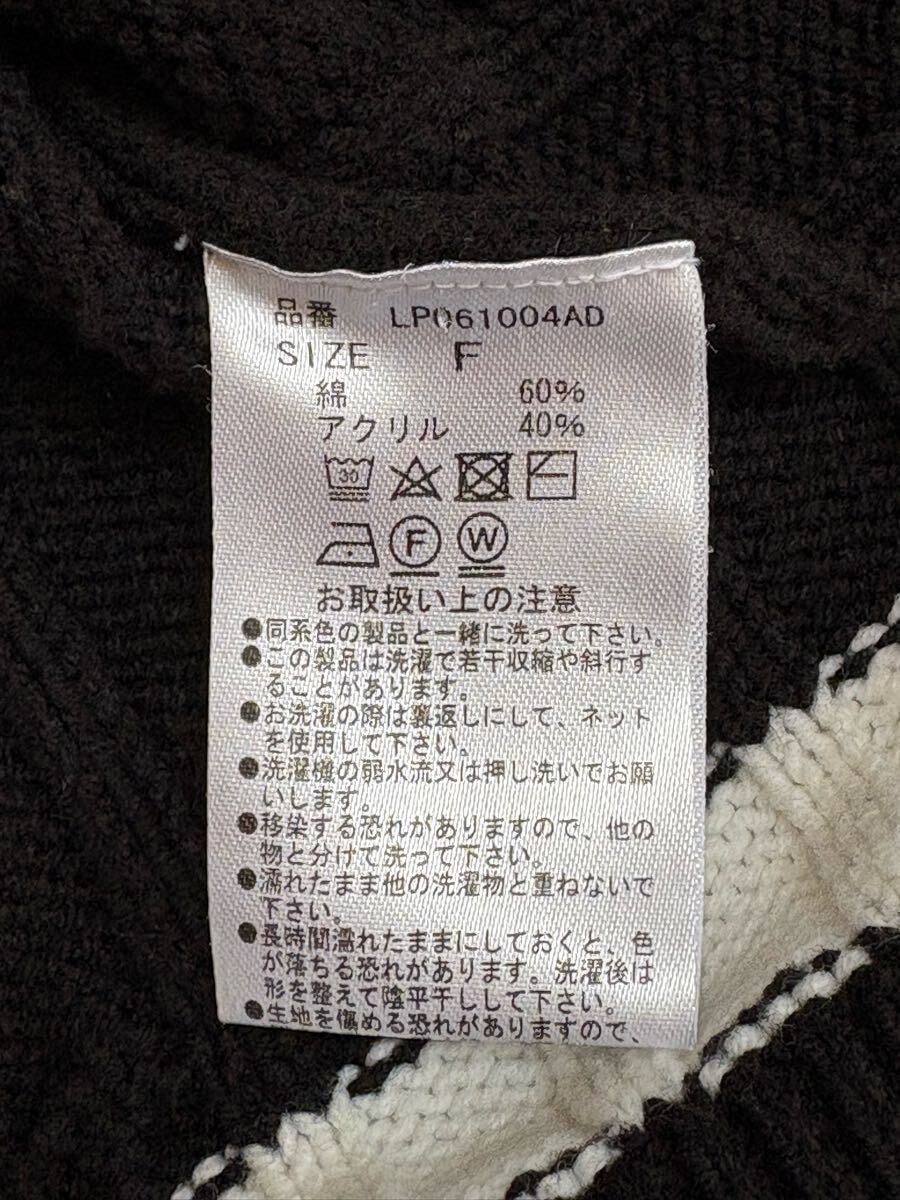 品番 LP061004AD
SIZE F
綿 60%
アクリル 40%
30
F W
お取扱い上の注意
●同系色の製品と一緒に洗って下さい。
●この製品は洗濯で若干収縮や斜行す
ることがあります。
●お洗濯の際は裏返しにして、ネット
を使用して下さい。
●洗濯機の弱水流又は押し洗いでお願
いします。
●移染する恐れがありますので、他の
物と分けて洗って下さい。
●濡れたまま他の洗濯物と重ねないで
下さい。
●長時間濡れたままにしておくと、色
が落ちる恐れがあります。洗濯後は
形を整えて陰平干しして下さい。
●生地を傷める恐れがありますので、